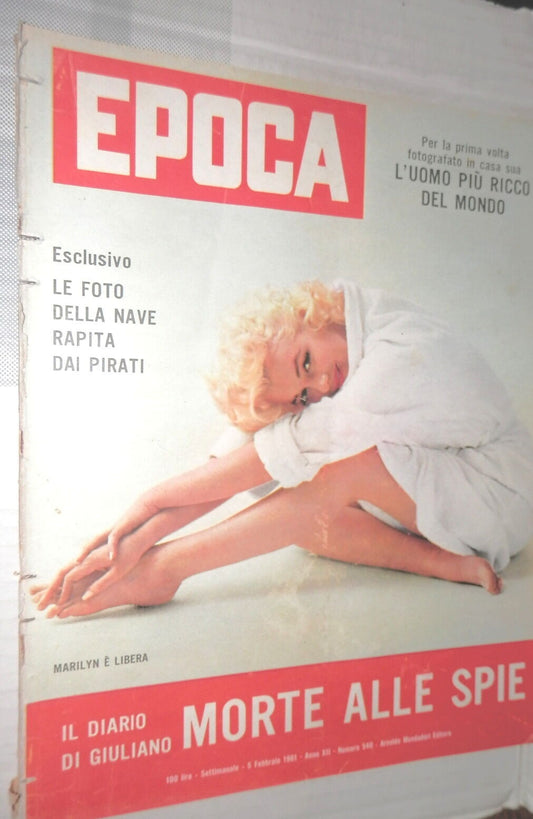 EPOCA
Per la prima volta
fotografato in casa sua
L'UOMO PIÙ RICCO
DEL MONDO
Esclusivo
LE FOTO
DELLA NAVE
RAPITA
DAI PIRATI
MARILYN È LIBERA
IL DIARIO
DI GIULIANO
MORTE ALLE SPIE
100 lire - Settimanale - 5 Febbraio 1961 - Anno XII - Numero 540 - Arnoldo Mondadori Editore